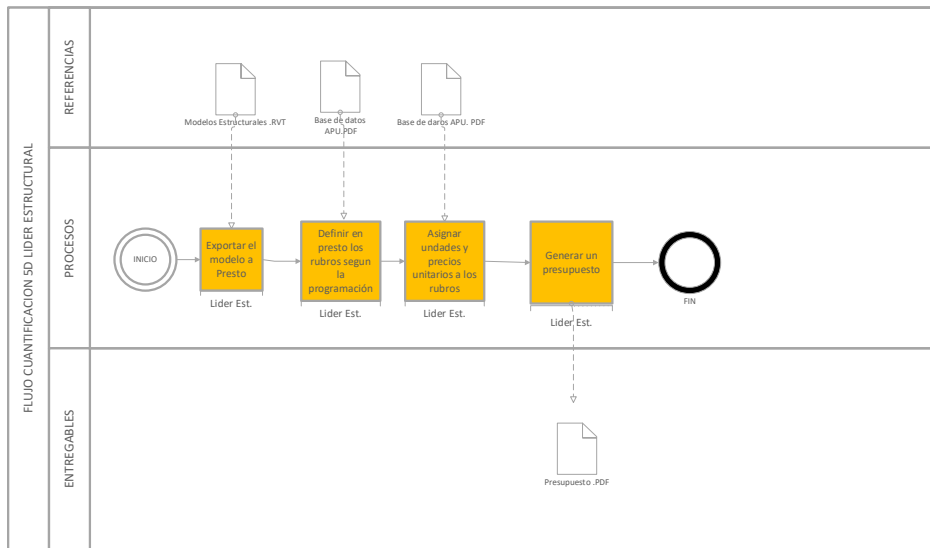 FLUJO CUANTIFICACION 5D LIDER ESTRUCTURAL
REFERENCIAS
Modelos Estructurales .RVT
Base de datos
APU.PDF
Base de daros APU. PDF
PROCESOS
INICIO
Exportar el
modelo a
Presto
Lider Est.
Definir en
presto los
rubros segun
la
programación
Lider Est.
Asignar
undades y
precios
unitarios a los
rubros
Lider Est.
Generar un
presupuesto
Lider Est.
FIN
ENTREGABLES
Presupuesto .PDF